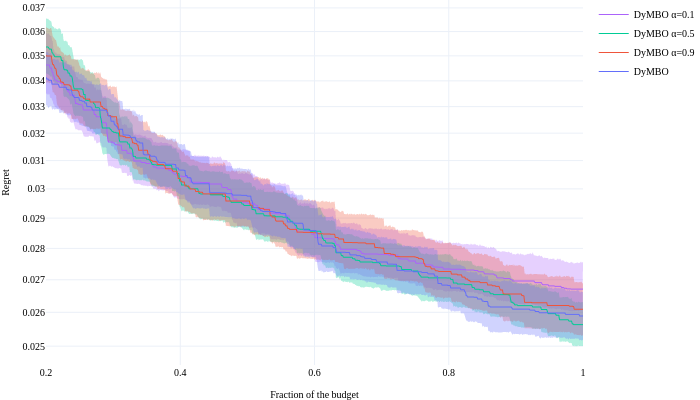 0.037
0.036
0.035
0.034
0.033
0.032
0.031
0.03
0.029
0.028
0.027
0.026
0.025
Regret
0.2 0.4 0.6 0.8 1
Fraction of the budget
DyMBO α=0.1
DyMBO α=0.5
DyMBO α=0.9
DyMBO